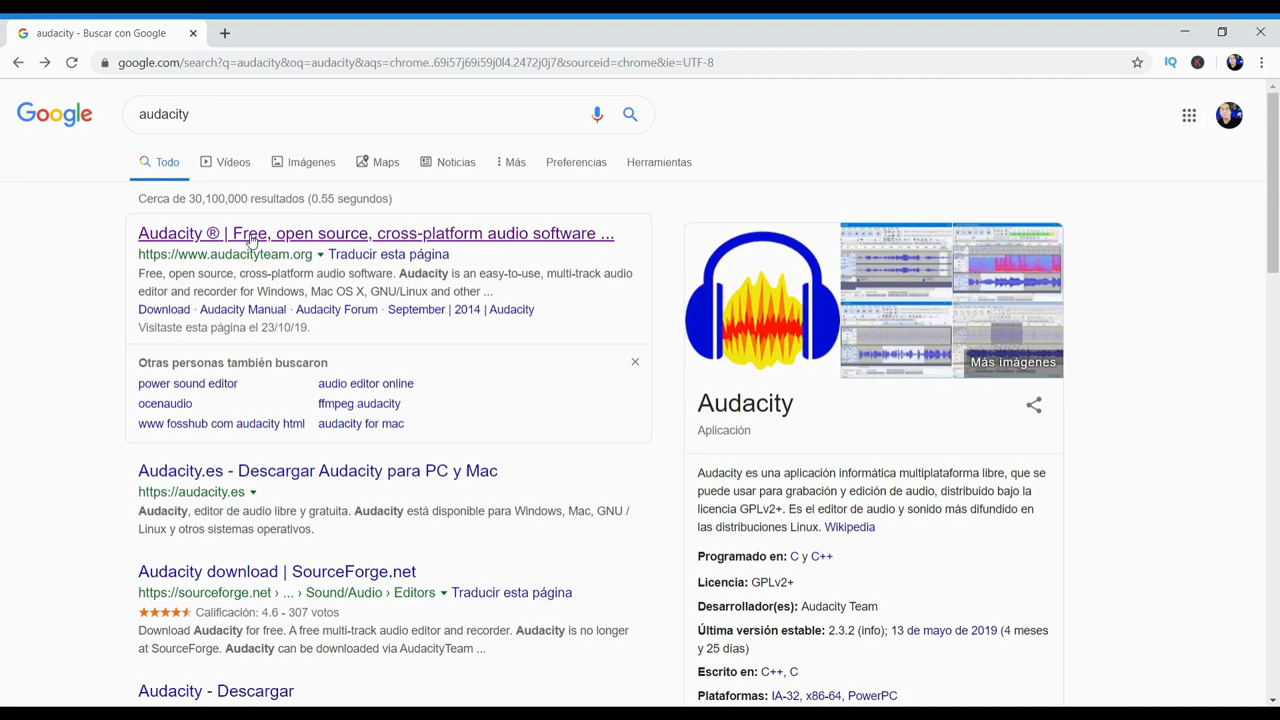 audacity - Buscar con Google
google.com/search?q=audacity&oq=audacity&aqs=chrome..69i57j69i59j0l4.2472j0j7&sourceid=chrome&ie=UTF-8
IQ
K
Google
audacity
Todo
Vídeos
Imágenes
Maps
Noticias
Más
Preferencias
Herramientas
Cerca de 30,100,000 resultados (0.55 segundos)
Audacity ® | Free, open source, cross-platform audio software ...
https://www.audacityteam.org Traducir esta página
Free, open source, cross-platform audio software. Audacity is an easy-to-use, multi-track audio
editor and recorder for Windows, GNU/Linux and other ...
Download · Audacity Manual · Audacity Forum · September | 2014 | Audacity
Visitaste esta página el 23/10/19.
Otras personas también buscaron
power sound editor
audio editor online
ocenaudio
ffmpeg audacity
www fosshub com audacity html
audacity for mac
Audacity.es - Descargar Audacity para PC y Mac
https://audacity.es
Audacity, editor de audio libre y gratuita. Audacity está disponible para Windows, Mac, GNU /
Linux y otros sistemas operativos.
Audacity download | SourceForge.net
https://sourceforge.net › ... › Sound/Audio › Editors Traducir esta página
Calificación: 4.6 - 307 votos
Download Audacity for free. A free multi-track audio editor and recorder. Audacity is no longer
at SourceForge. Audacity can be downloaded via AudacityTeam ...
Audacity - Descargar
Más imágenes
Audacity
Aplicación
Audacity es una aplicación informática multiplataforma libre, que se
puede usar para grabación y edición de audio, distribuido bajo la
licencia GPLv2+. Es el editor de audio y sonido más difundido en
las distribuciones Linux. Wikipedia
Programado en: C y C++
Licencia: GPLv2+
Desarrollador(es): Audacity Team
Última versión estable: 2.3.2 (info); 13 de mayo de 2019 (4 meses
y 25 días)
Escrito en: C++, C
Plataformas: IA-32, x86-64, PowerPC